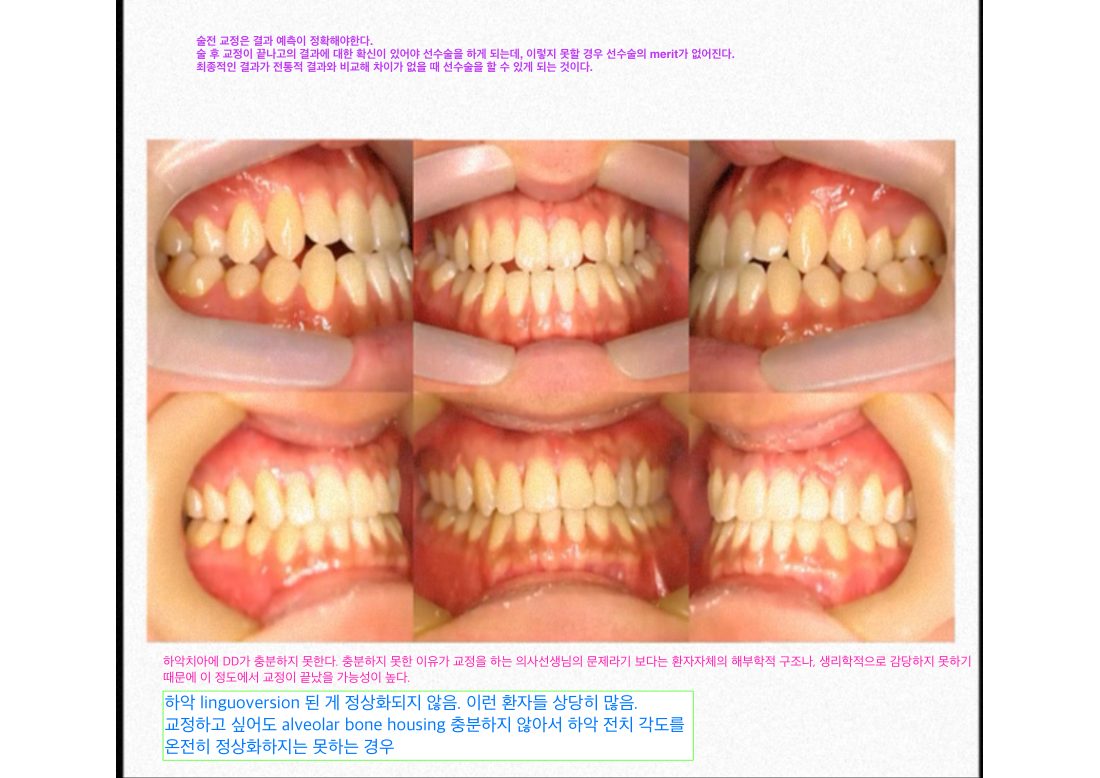 술전 교정은 결과 예측이 정확해야한다.
술 후 교정이 끝나고의 결과에 대한 확신이 있어야 선수술을 하게 되는데, 이렇지 못할 경우 선수술의 merit가 없어진다.
최종적인 결과가 전통적 결과와 비교해 차이가 없을 때 선수술을 할 수 있게 되는 것이다.
하악치아에 DD가 충분하지 못한다. 충분하지 못한 이유가 교정을 하는 의사선생님의 문제라기 보다는 환자자체의 해부학적 구조나, 생리학적으로 감당하지 못하기
때문에 이 정도에서 교정이 끝났을 가능성이 높다.
하악 linguoversion 된 게 정상화되지 않음. 이런 환자들 상당히 많음.
교정하고 싶어도 alveolar bone housing 충분하지 않아서 하악 전치 각도를
온전히 정상화하지는 못하는 경우